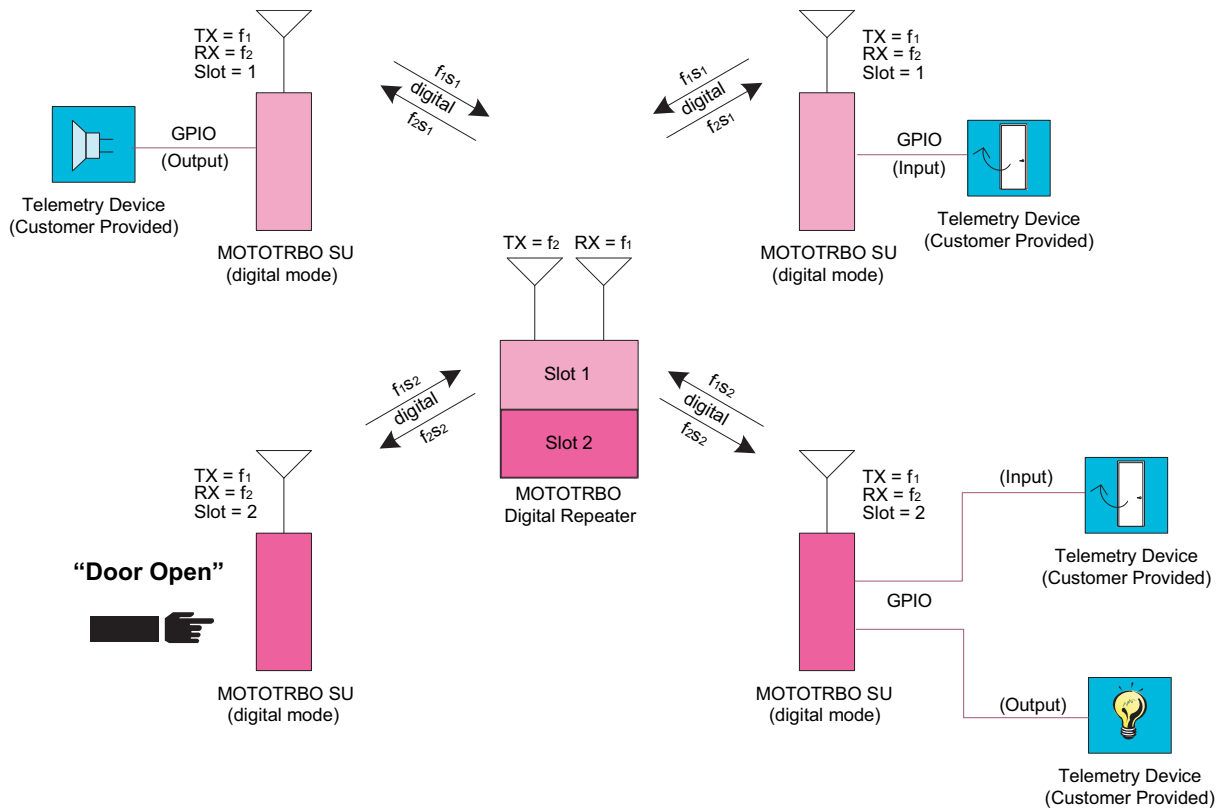 TX = f₁
RX = f₂
Slot = 1
f₁s₁
digital
f₂s₁
GPIO
(Output)
Telemetry Device
(Customer Provided)
MOTOTRBO SU
(digital mode)
f₁s₁
digital
f₂s₁
TX = f₁
RX = f₂
Slot = 1
GPIO
(Input)
Telemetry Device
(Customer Provided)
MOTOTRBO SU
(digital mode)
TX = f₂
RX = f₁
Slot 1
Slot 2
MOTOTRBO
Digital Repeater
f₁s₂
digital
f₂s₂
TX = f₁
RX = f₂
Slot = 2
“Door Open”
MOTOTRBO SU
(digital mode)
f₁s₂
digital
f₂s₂
TX = f₁
RX = f₂
Slot = 2
(Input)
Telemetry Device
(Customer Provided)
GPIO
MOTOTRBO SU
(digital mode)
(Output)
Telemetry Device
(Customer Provided)